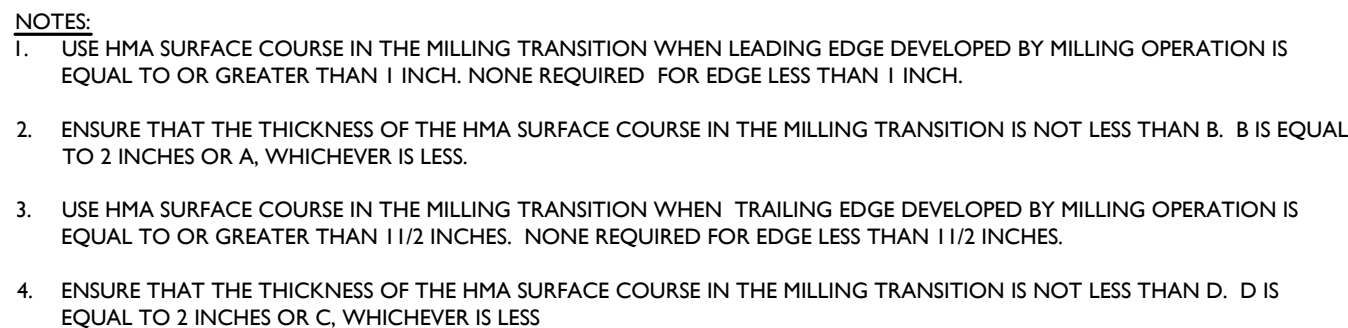 NOTES:
1. USE HMA SURFACE COURSE IN THE MILLING TRANSITION WHEN LEADING EDGE DEVELOPED BY MILLING OPERATION IS
EQUAL TO OR GREATER THAN 1 INCH. NONE REQUIRED FOR EDGE LESS THAN 1 INCH.
2. ENSURE THAT THE THICKNESS OF THE HMA SURFACE COURSE IN THE MILLING TRANSITION IS NOT LESS THAN B. B IS EQUAL
TO 2 INCHES OR A, WHICHEVER IS LESS.
3. USE HMA SURFACE COURSE IN THE MILLING TRANSITION WHEN TRAILING EDGE DEVELOPED BY MILLING OPERATION IS
EQUAL TO OR GREATER THAN 11/2 INCHES. NONE REQUIRED FOR EDGE LESS THAN 11/2 INCHES.
4. ENSURE THAT THE THICKNESS OF THE HMA SURFACE COURSE IN THE MILLING TRANSITION IS NOT LESS THAN D. D IS
EQUAL TO 2 INCHES OR C, WHICHEVER IS LESS